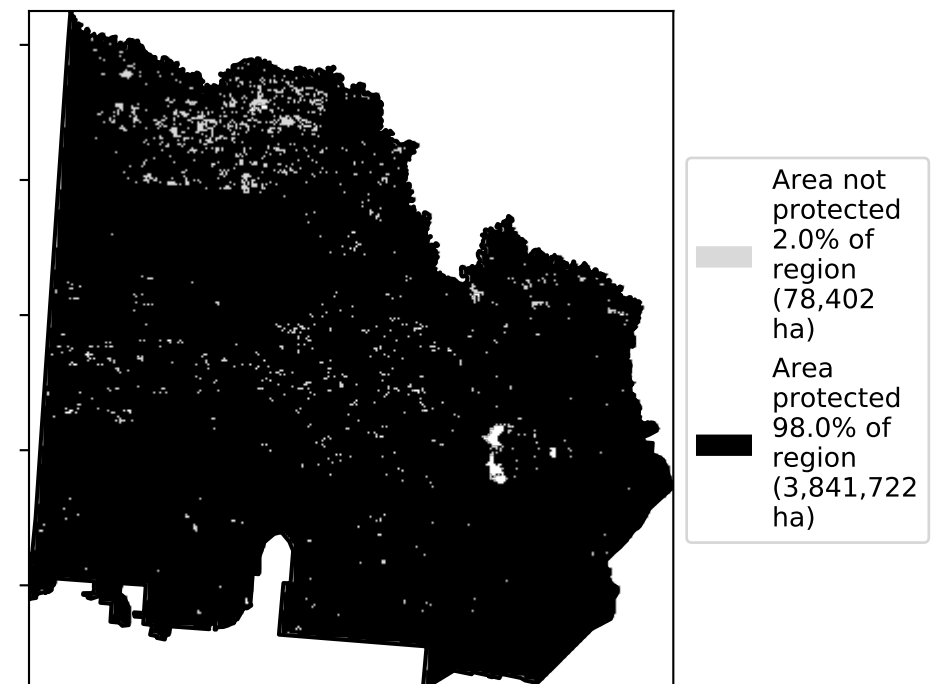 Area not
protected
2.0% of
region
(78,402
ha)
Area
protected
98.0% of
region
(3,841,722
ha)